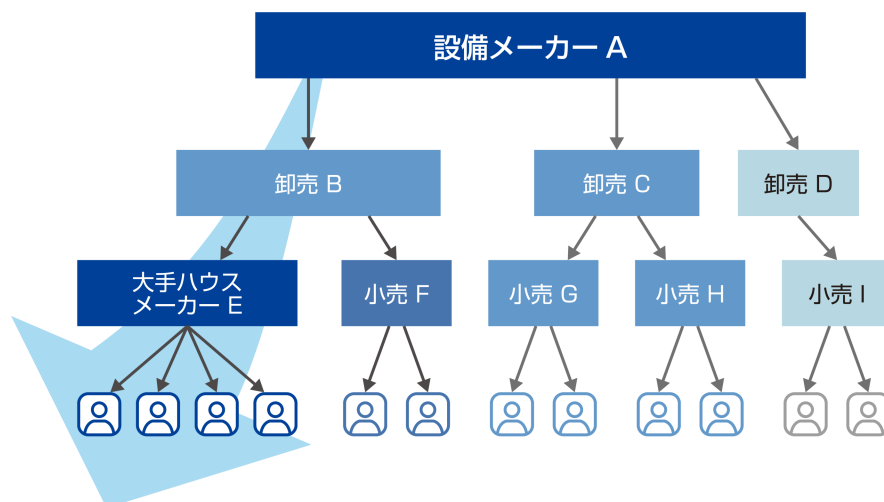 設備メーカー A
卸売 B
卸売 C
卸売 D
大手ハウス
メーカー E
小売 F
小売 G
小売 H
小売 I